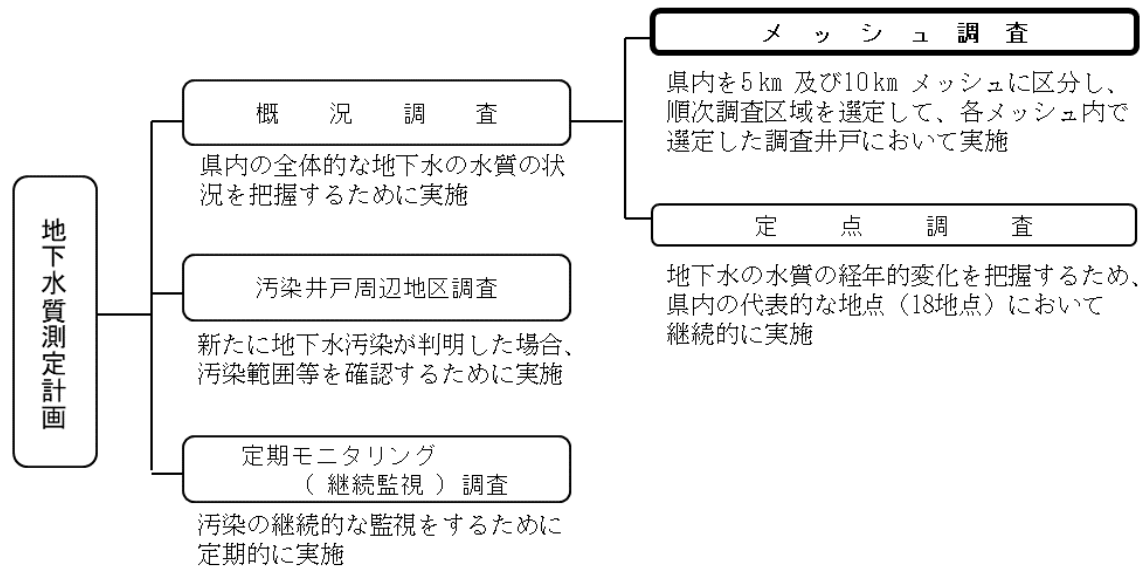 地下水質測定計画
概況調査
県内の全体的な地下水の水質の状
況を把握するために実施
メッシュ調査
県内を5km 及び10km メッシュに区分し、
順次調査区域を選定して、各メッシュ内で
選定した調査井戸において実施
定点調査
地下水の水質の経年的変化を把握するため、
県内の代表的な地点（18地点）において
継続的に実施
汚染井戸周辺地区調査
新たに地下水汚染が判明した場合、
汚染範囲等を確認するために実施
定期モニタリング
（ 継続監視 ）調査
汚染の継続的な監視をするために
定期的に実施